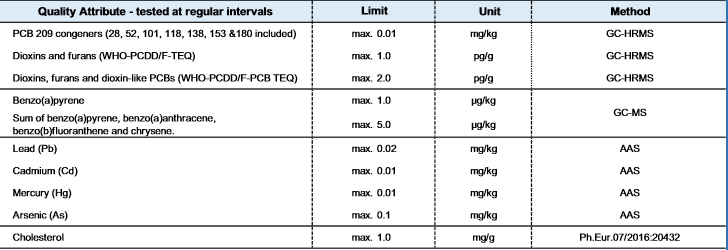 Quality Attribute - tested at regular intervals Limit Unit Method
PCB 209 congeners (28, 52, 101, 118, 138, 153 &180 included) max. 0.01 mg/kg GC-HRMS
Dioxins and furans (WHO-PCDD/F-TEQ) max. 1.0 pg/g GC-HRMS
Dioxins, furans and dioxin-like PCBs (WHO-PCDD/F-PCB TEQ) max. 2.0 pg/g GC-HRMS
Benzo(a)pyrene max. 1.0 µg/kg GC-MS
Sum of benzo(a)pyrene, benzo(a)anthracene,
benzo(b)fluoranthene and chrysene. max. 5.0 µg/kg
Lead (Pb) max. 0.02 mg/kg AAS
Cadmium (Cd) max. 0.01 mg/kg AAS
Mercury (Hg) max. 0.01 mg/kg AAS
Arsenic (As) max. 0.1 mg/kg AAS
Cholesterol max. 1.0 mg/g Ph.Eur.07/2016:20432